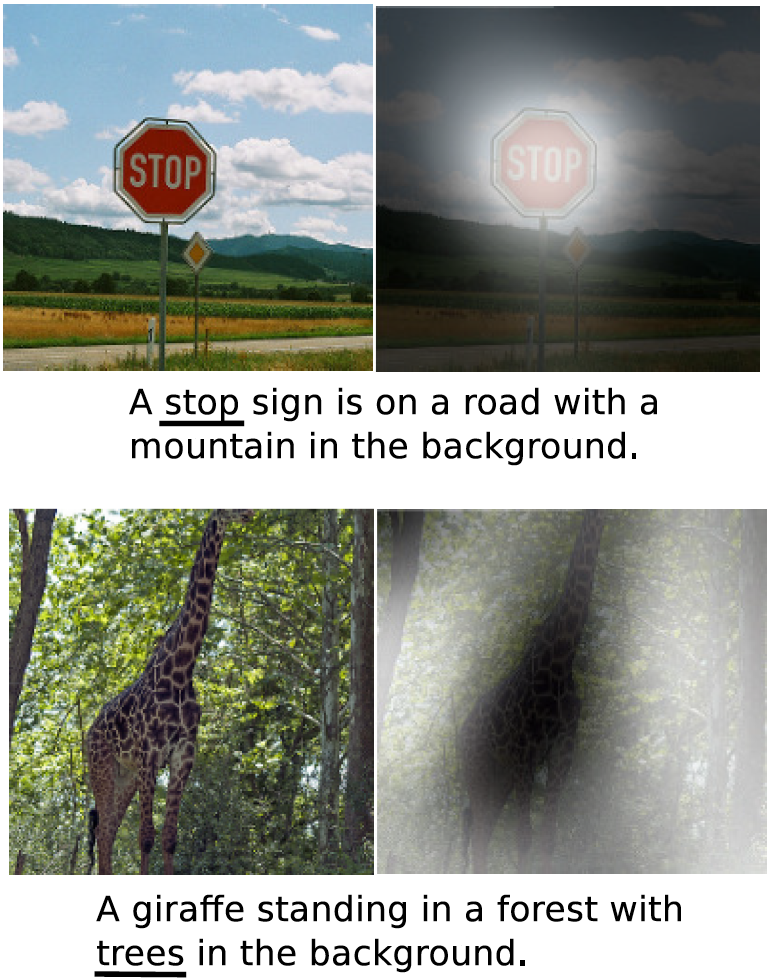 STOP
STOP
A stop sign is on a road with a
mountain in the background.
A giraffe standing in a forest with
trees in the background.